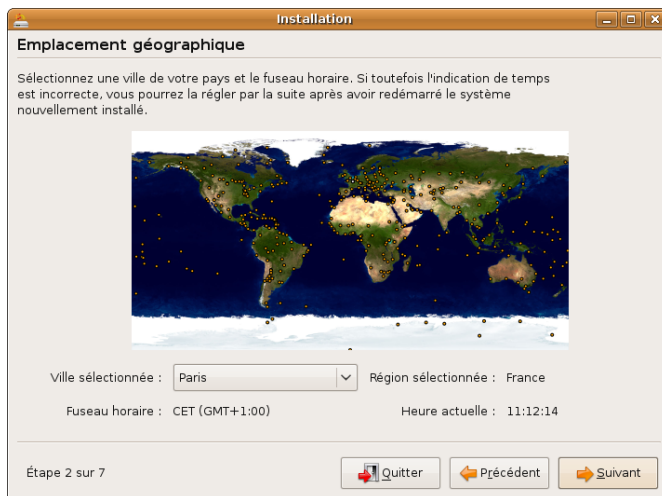 Installation
Emplacement géographique
Sélectionnez une ville de votre pays et le fuseau horaire. Si toutefois l'indication de temps
est incorrecte, vous pourrez la régler par la suite après avoir redémarré le système
nouvellement installé.
Ville sélectionnée : Paris Région sélectionnée : France
Fuseau horaire : CET (GMT+1:00) Heure actuelle : 11:12:14
Étape 2 sur 7 Quitter Précédent Suivant